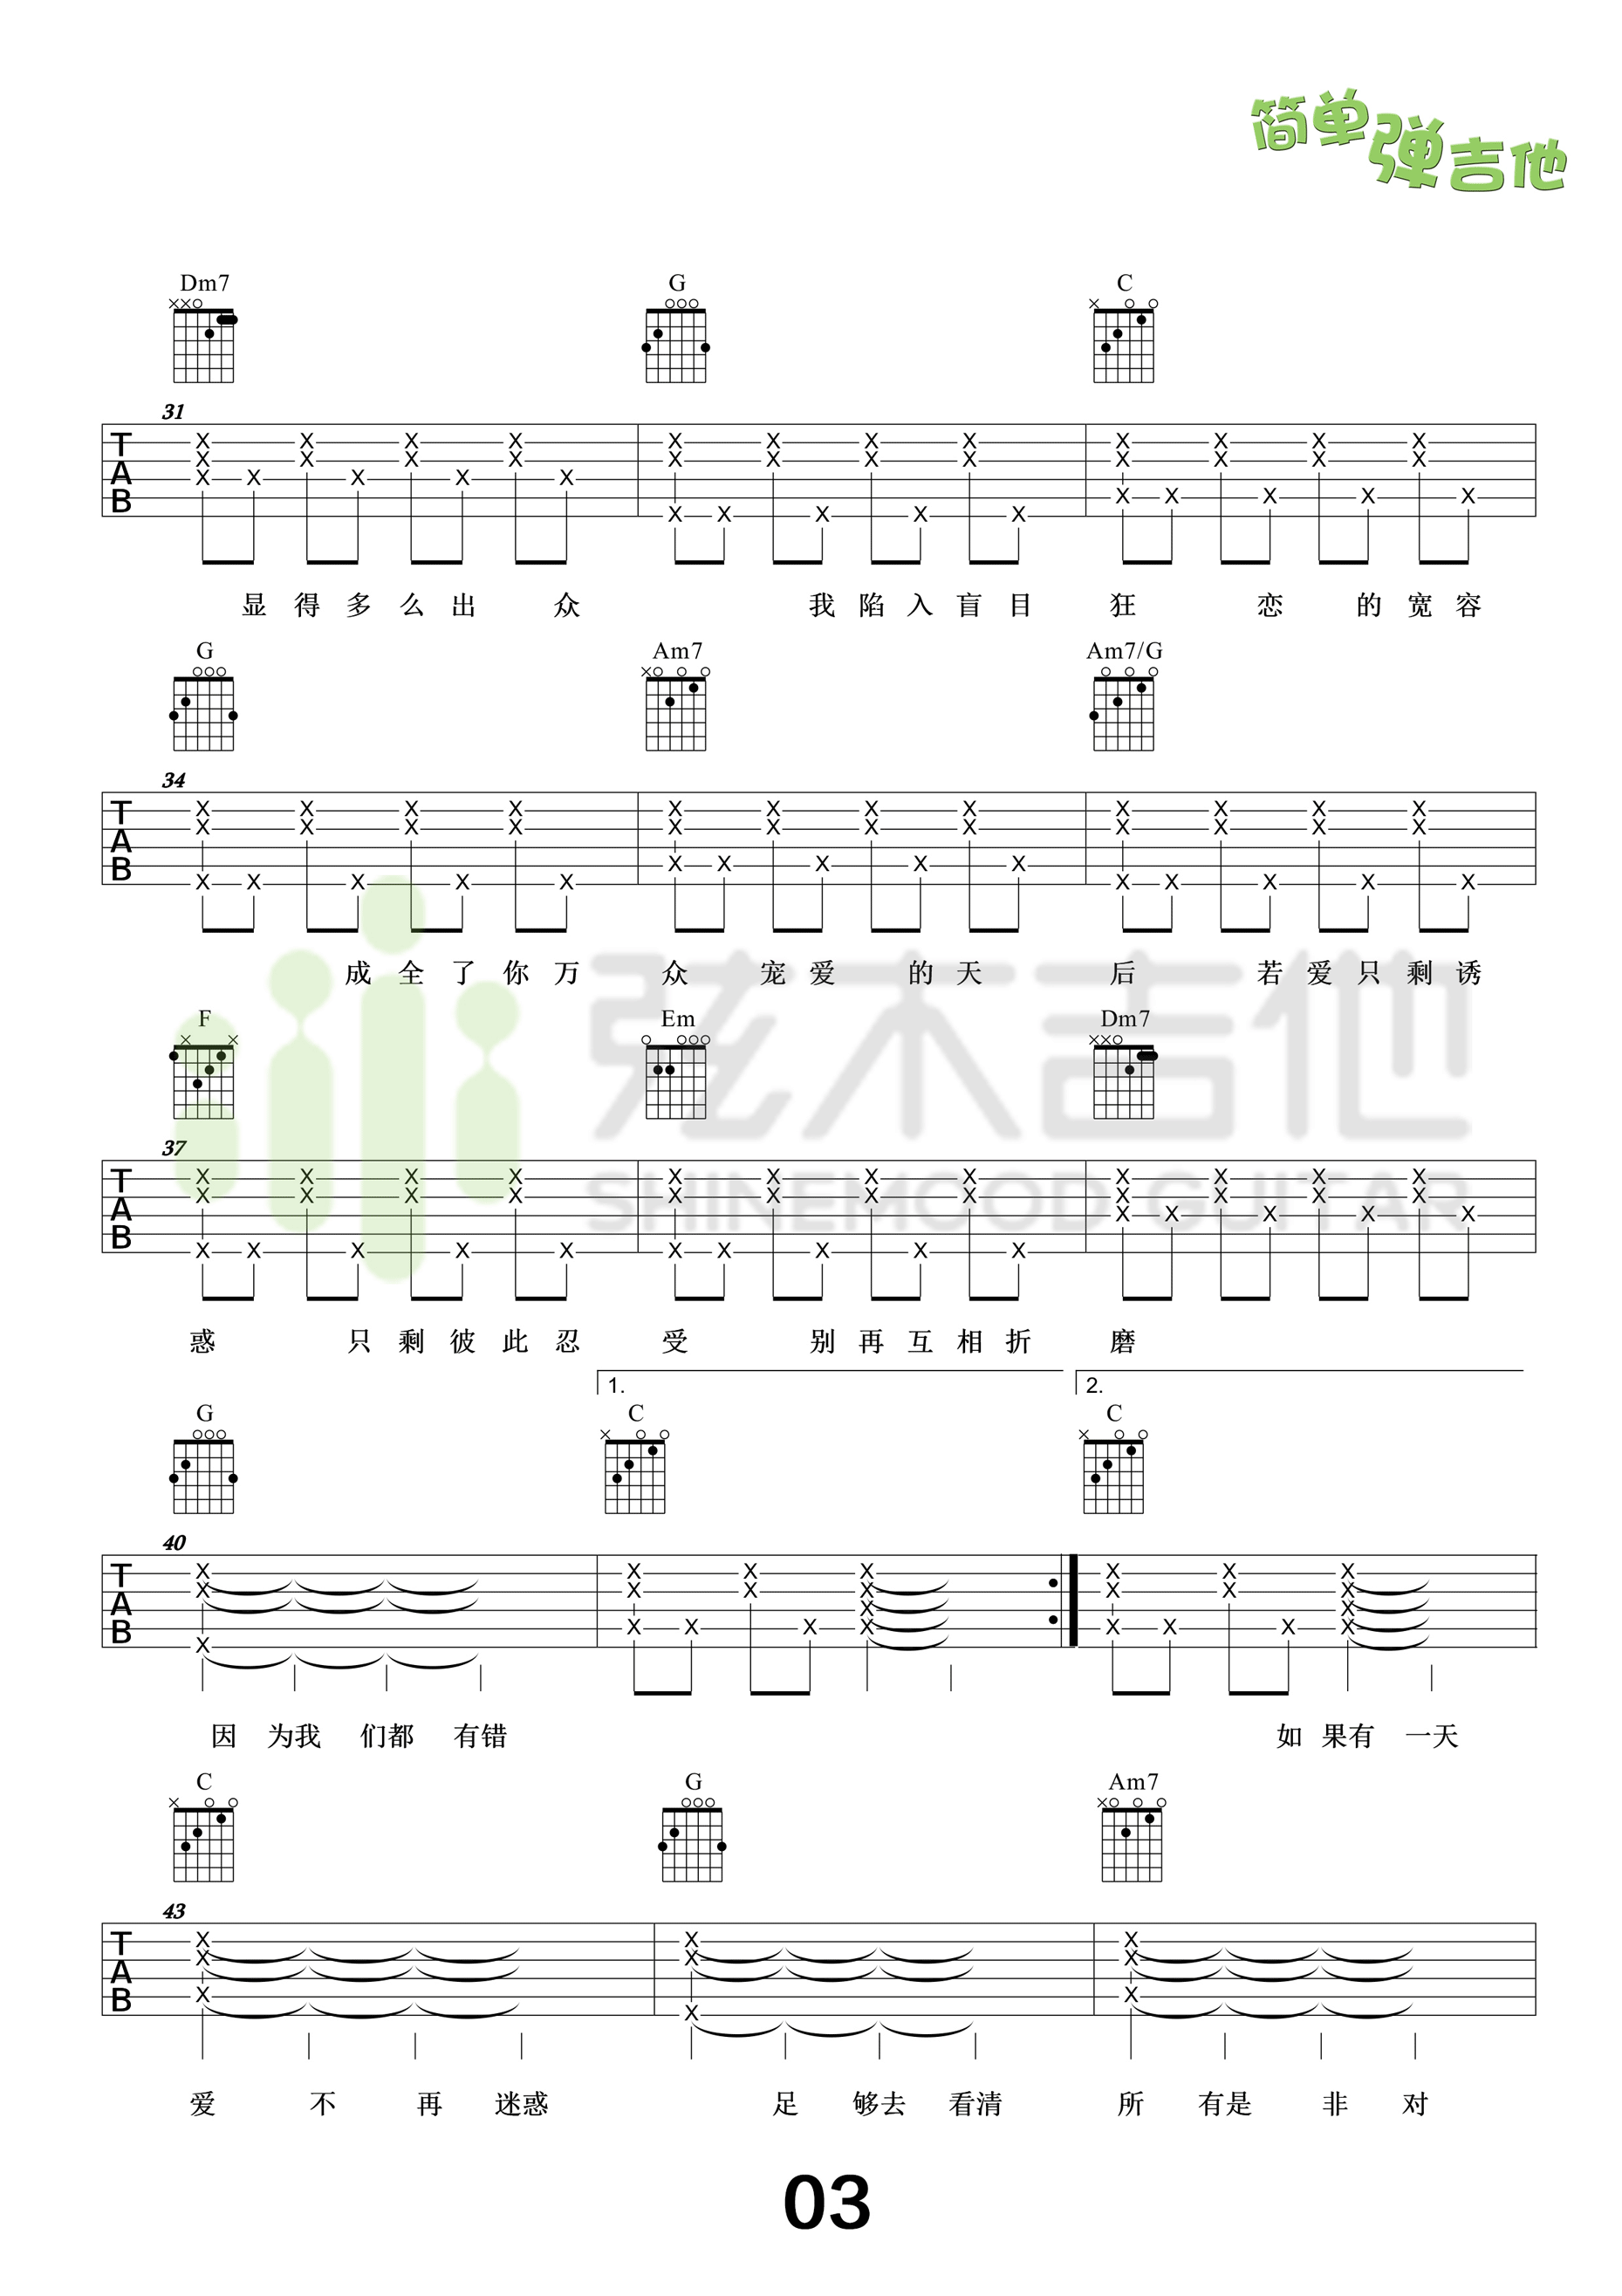 简单弹吉他
Dm7 G C
31
显得多么出众 我陷入盲目狂恋的宽容
G Am7 Am7/G
34
成全了你万众宠爱的天后 若爱只剩诱
弦木吉他
SHINEMOOD GUITAR
F Em Dm7
37
惑 只剩彼此忍受 别再互相折磨
1. 2.
G C C
40
因为我们都有错 如果有一天
C G Am7
43
爱不再迷惑 足够去看清 所有是非对
03